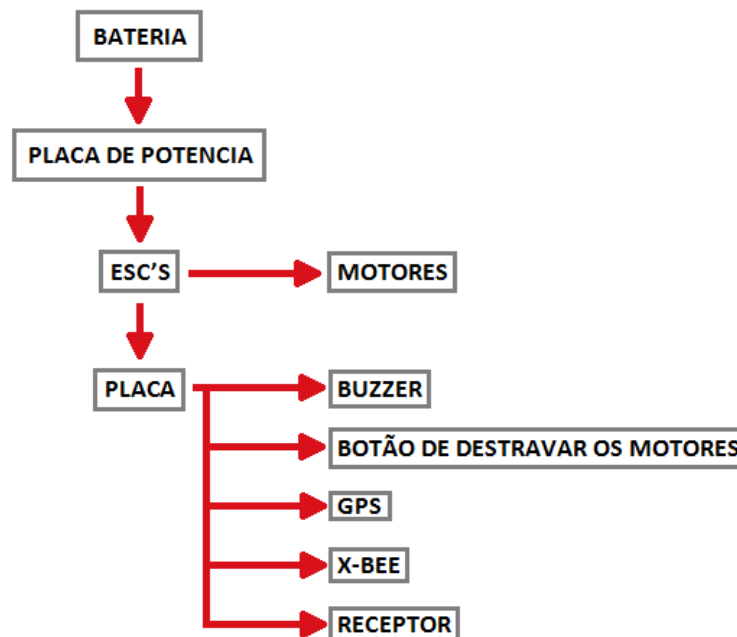 BATERIA
PLACA DE POTENCIA
ESC'S
MOTORES
PLACA
BUZZER
BOTÃO DE DESTRAVAR OS MOTORES
GPS
X-BEE
RECEPTOR